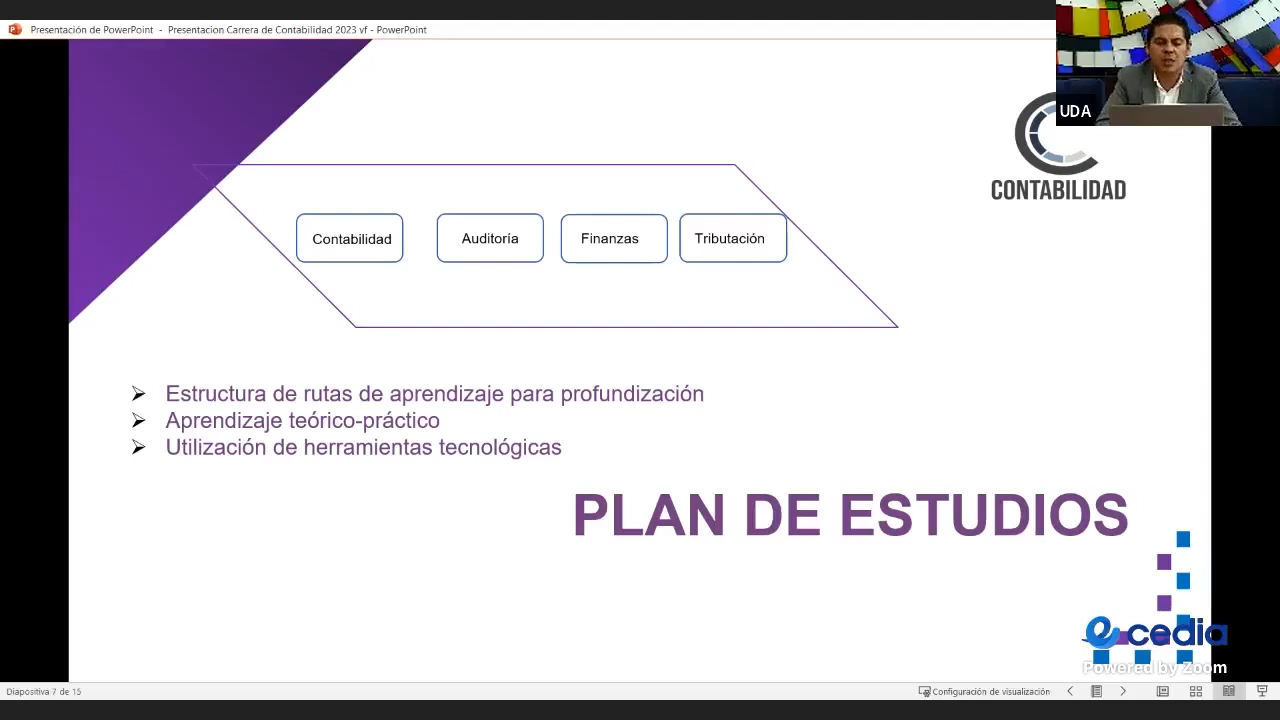 Presentación de PowerPoint - Presentacion Carrera de Contabilidad 2023 vf - PowerPoint
UDA
CONTABILIDAD
Contabilidad
Auditoría
Finanzas
Tributación
Estructura de rutas de aprendizaje para profundización
Aprendizaje teórico-práctico
Utilización de herramientas tecnológicas
PLAN DE ESTUDIOS
cedia
Powered by Zoom
Diapositiva 7 de 15
Configuración de visualización